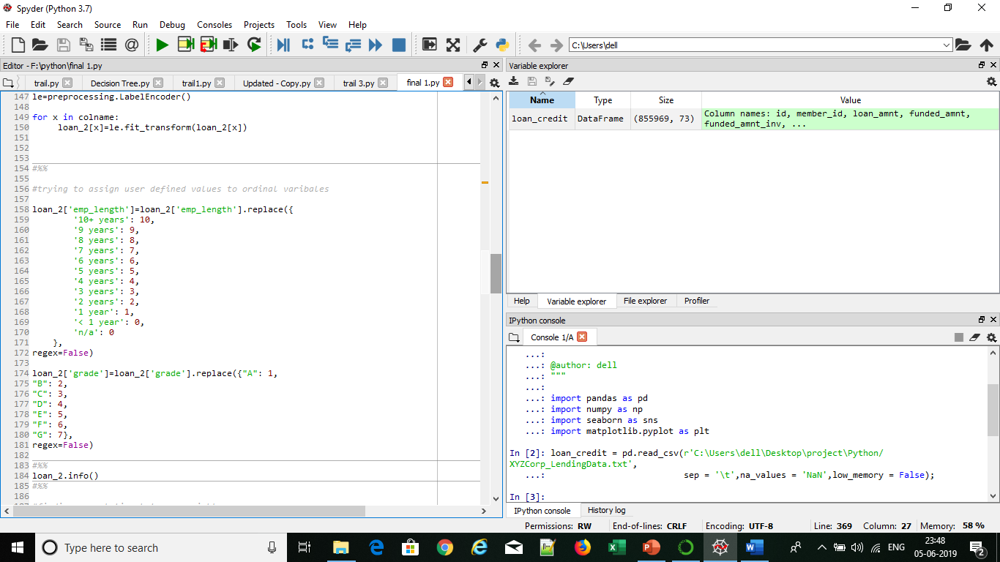 Spyder (Python 3.7)
File Edit Search Source Run Debug Consoles Projects Tools View Help
C:\Users\dell
Editor - F:\python\final 1.py
trail.py Decision Tree.py trail1.py Updated - Copy.py trail 3.py final 1.py
147 le=preprocessing.LabelEncoder()
148
149 for x in colname:
150     loan_2[x]=le.fit_transform(loan_2[x])
151
152
153
154 #%%
155
156 #trying to assign user defined values to ordinal varibales
157
158 loan_2['emp_length']=loan_2['emp_length'].replace({
159         '10+ years': 10,
160         '9 years': 9,
161         '8 years': 8,
162         '7 years': 7,
163         '6 years': 6,
164         '5 years': 5,
165         '4 years': 4,
166         '3 years': 3,
167         '2 years': 2,
168         '1 year': 1,
169         '< 1 year': 0,
170         'n/a': 0
171     },
172 regex=False)
173
174 loan_2['grade']=loan_2['grade'].replace({"A": 1,
175 "B": 2,
176 "C": 3,
177 "D": 4,
178 "E": 5,
179 "F": 6,
180 "G": 7},
181 regex=False)
182
183 #%%
184 loan_2.info()
185 #%%
186
Variable explorer
Name Type Size Value
loan_credit DataFrame (855969, 73) Column names: id, member_id, loan_amnt, funded_amnt,
funded_amnt_inv, ...
Help Variable explorer File explorer Profiler
IPython console
Console 1/A
...:
...: @author: dell
...: """
...:
...: import pandas as pd
...: import numpy as np
...: import seaborn as sns
...: import matplotlib.pyplot as plt
In [2]: loan_credit = pd.read_csv(r'C:\Users\dell\Desktop\project\Python/
XYZCorp_LendingData.txt',
...: sep = '\t',na_values = 'NaN',low_memory = False);
In [3]:
IPython console History log
Permissions: RW End-of-lines: CRLF Encoding: UTF-8 Line: 369 Column: 27 Memory: 58 %
Type here to search
ENG
23:48
05-06-2019
2